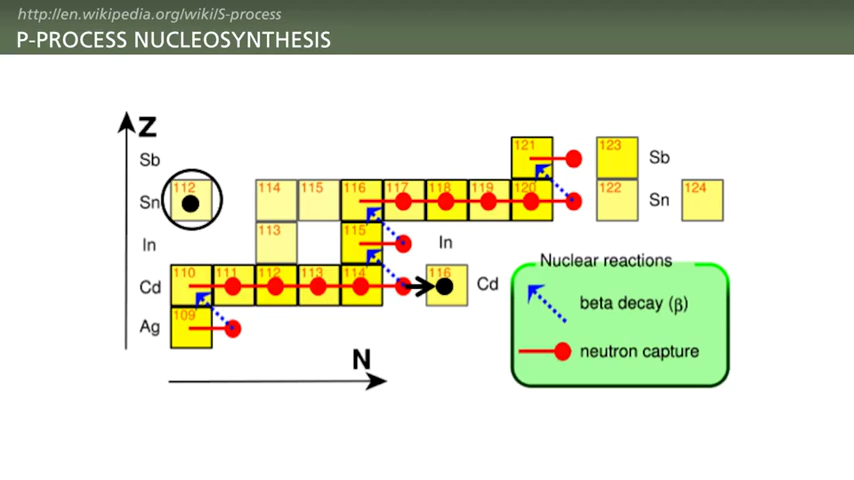 http://en.wikipedia.org/wiki/S-process
P-PROCESS NUCLEOSYNTHESIS
Z
Sb 121 123 Sb
Sn 112 114 115 116 117 118 119 120 122 Sn 124
In 113 115 In
Cd 110 111 112 113 114 116 Cd
Ag 109
N
Nuclear reactions
beta decay (β)
neutron capture